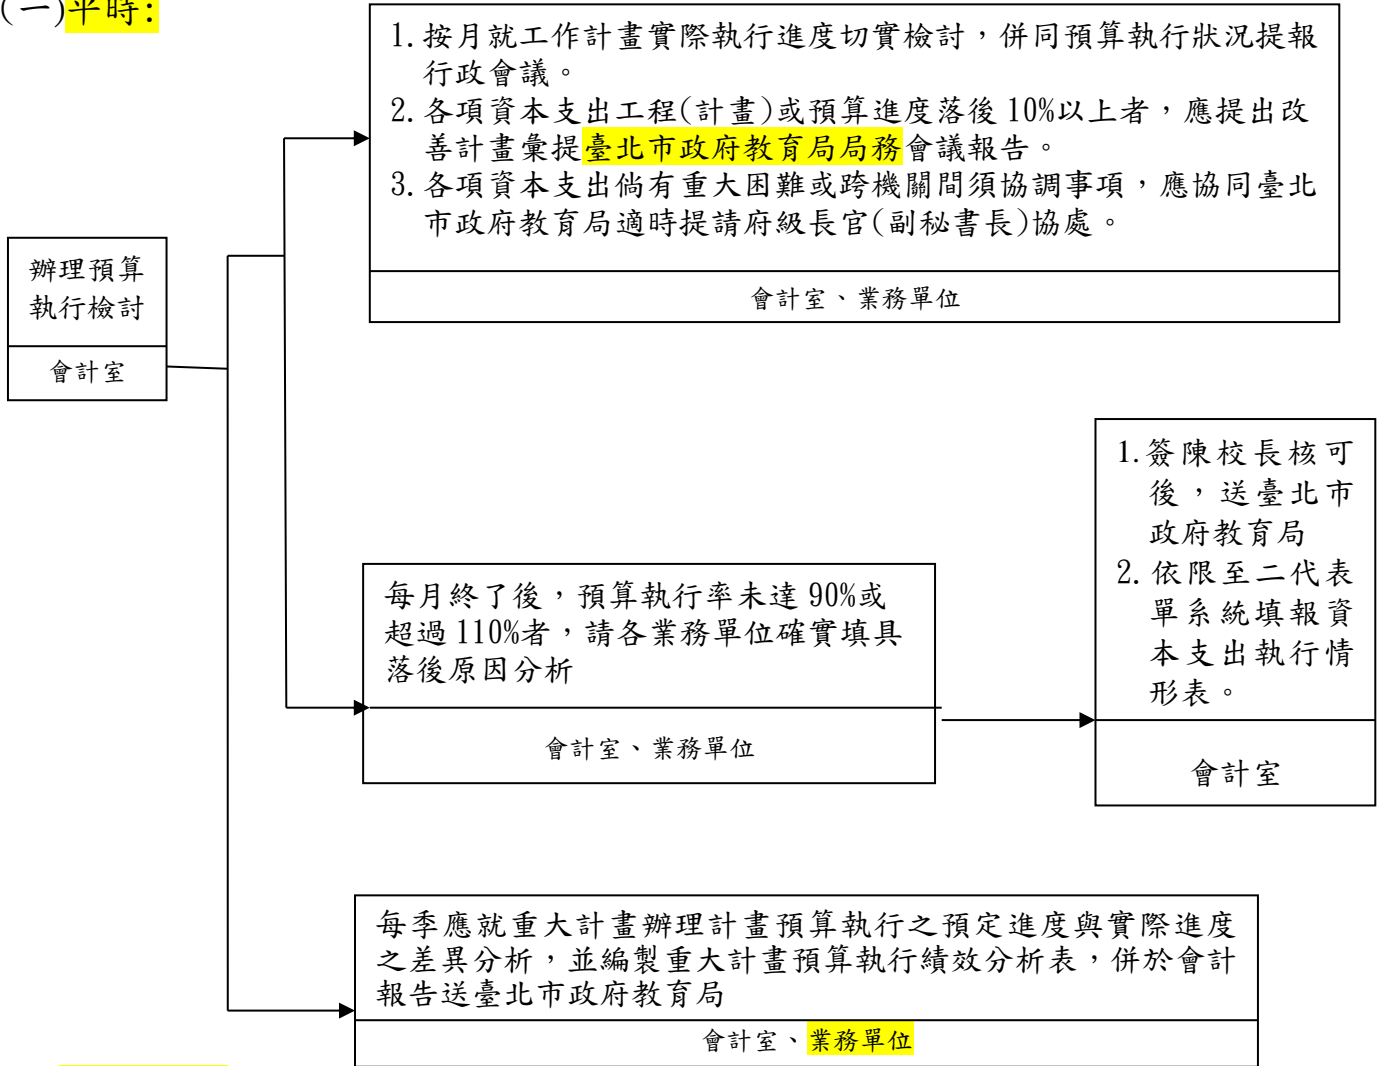 (一)平時:
1.按月就工作計畫實際執行進度切實檢討，併同預算執行狀況提報
行政會議。
2.各項資本支出工程(計畫)或預算進度落後 10%以上者，應提出改
善計畫彙提臺北市政府教育局局務會議報告。
3.各項資本支出倘有重大困難或跨機關間須協調事項，應協同臺北
市政府教育局適時提請府級長官(副秘書長)協處。
會計室、業務單位
辦理預算
執行檢討
會計室
每月終了後，預算執行率未達 90%或
超過 110%者，請各業務單位確實填具
落後原因分析
會計室、業務單位
1.簽陳校長核可
後，送臺北市
政府教育局
2.依限至二代表
單系統填報資
本支出執行情
形表。
會計室
每季應就重大計畫辦理計畫預算執行之預定進度與實際進度
之差異分析，並編製重大計畫預算執行績效分析表，併於會計
報告送臺北市政府教育局
會計室、業務單位